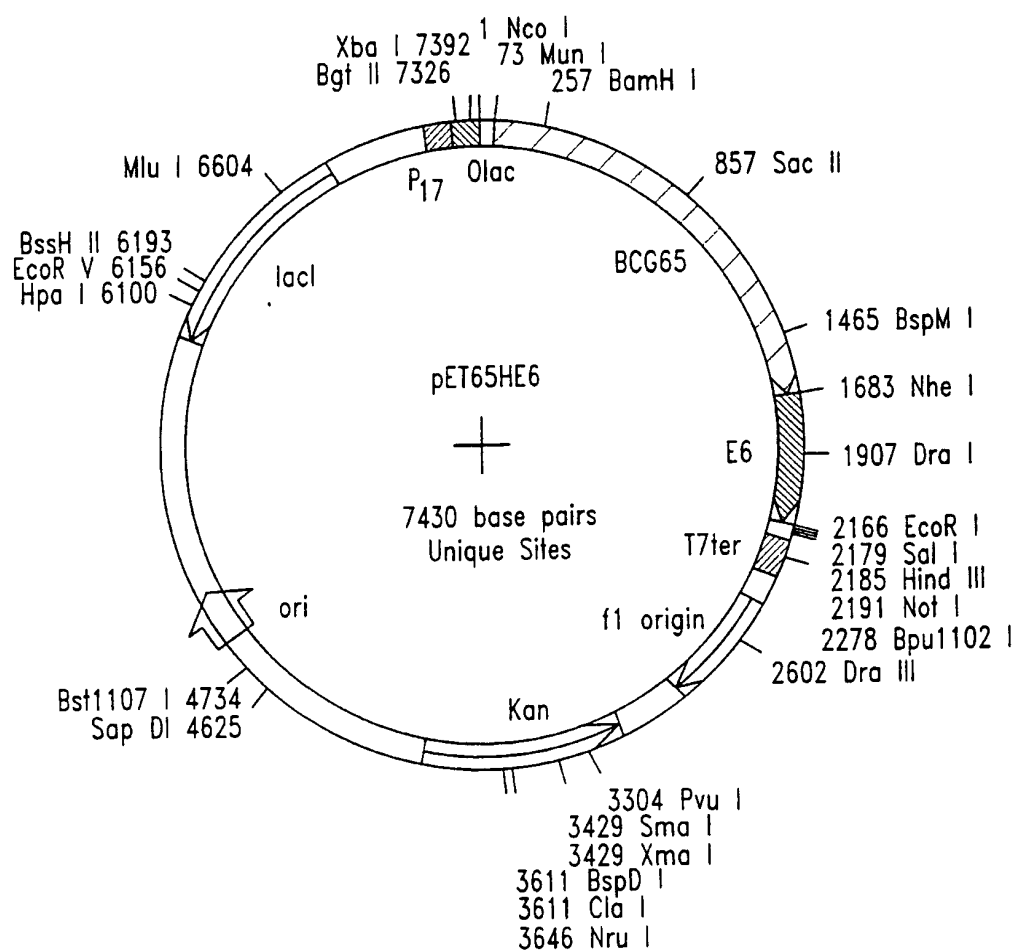 1 Nco I
Xba I 7392
73 Mun I
Bgt II 7326
257 BamH I
Mlu I 6604
P17
Olac
857 Sac II
BssH II 6193
EcoR V 6156
Hpa I 6100
lacI
BCG65
1465 BspM I
pET65HE6
1683 Nhe I
E6
1907 Dra I
7430 base pairs
Unique Sites
T7ter
2166 EcoR I
2179 Sal I
2185 Hind III
2191 Not I
2278 Bpu1102 I
2602 Dra III
ori
f1 origin
Bst1107 I 4734
Sap DI 4625
Kan
3304 Pvu I
3429 Sma I
3429 Xma I
3611 BspD I
3611 Cla I
3646 Nru I